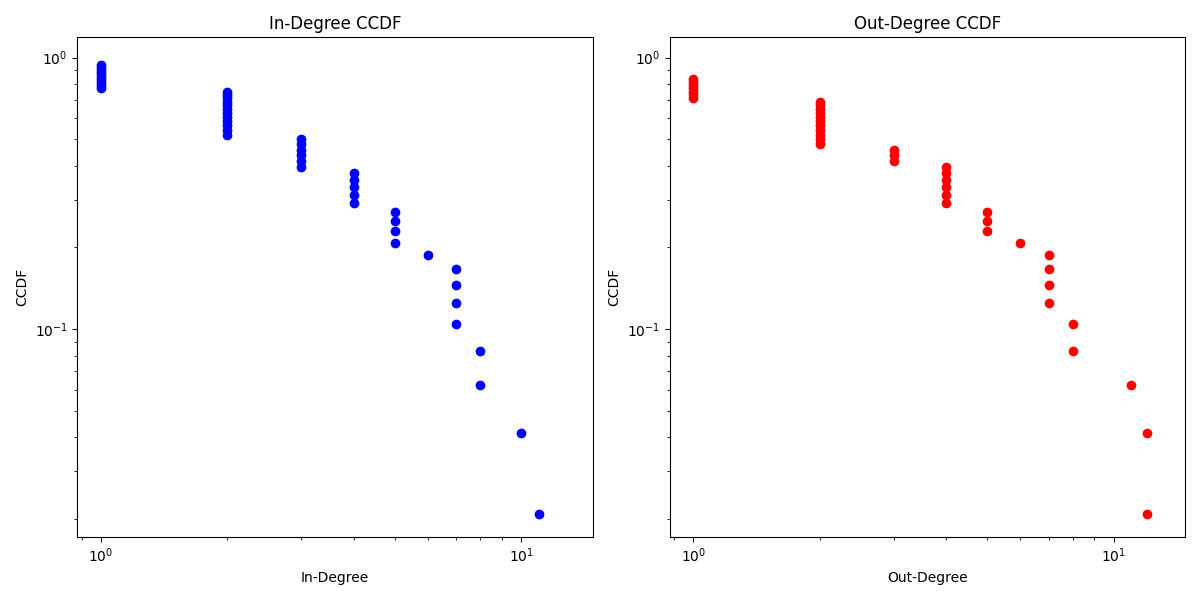 In-Degree CCDF
CCDF
10⁰
10⁻¹
10⁰
10¹
In-Degree
Out-Degree CCDF
CCDF
10⁰
10⁻¹
10⁰
10¹
Out-Degree